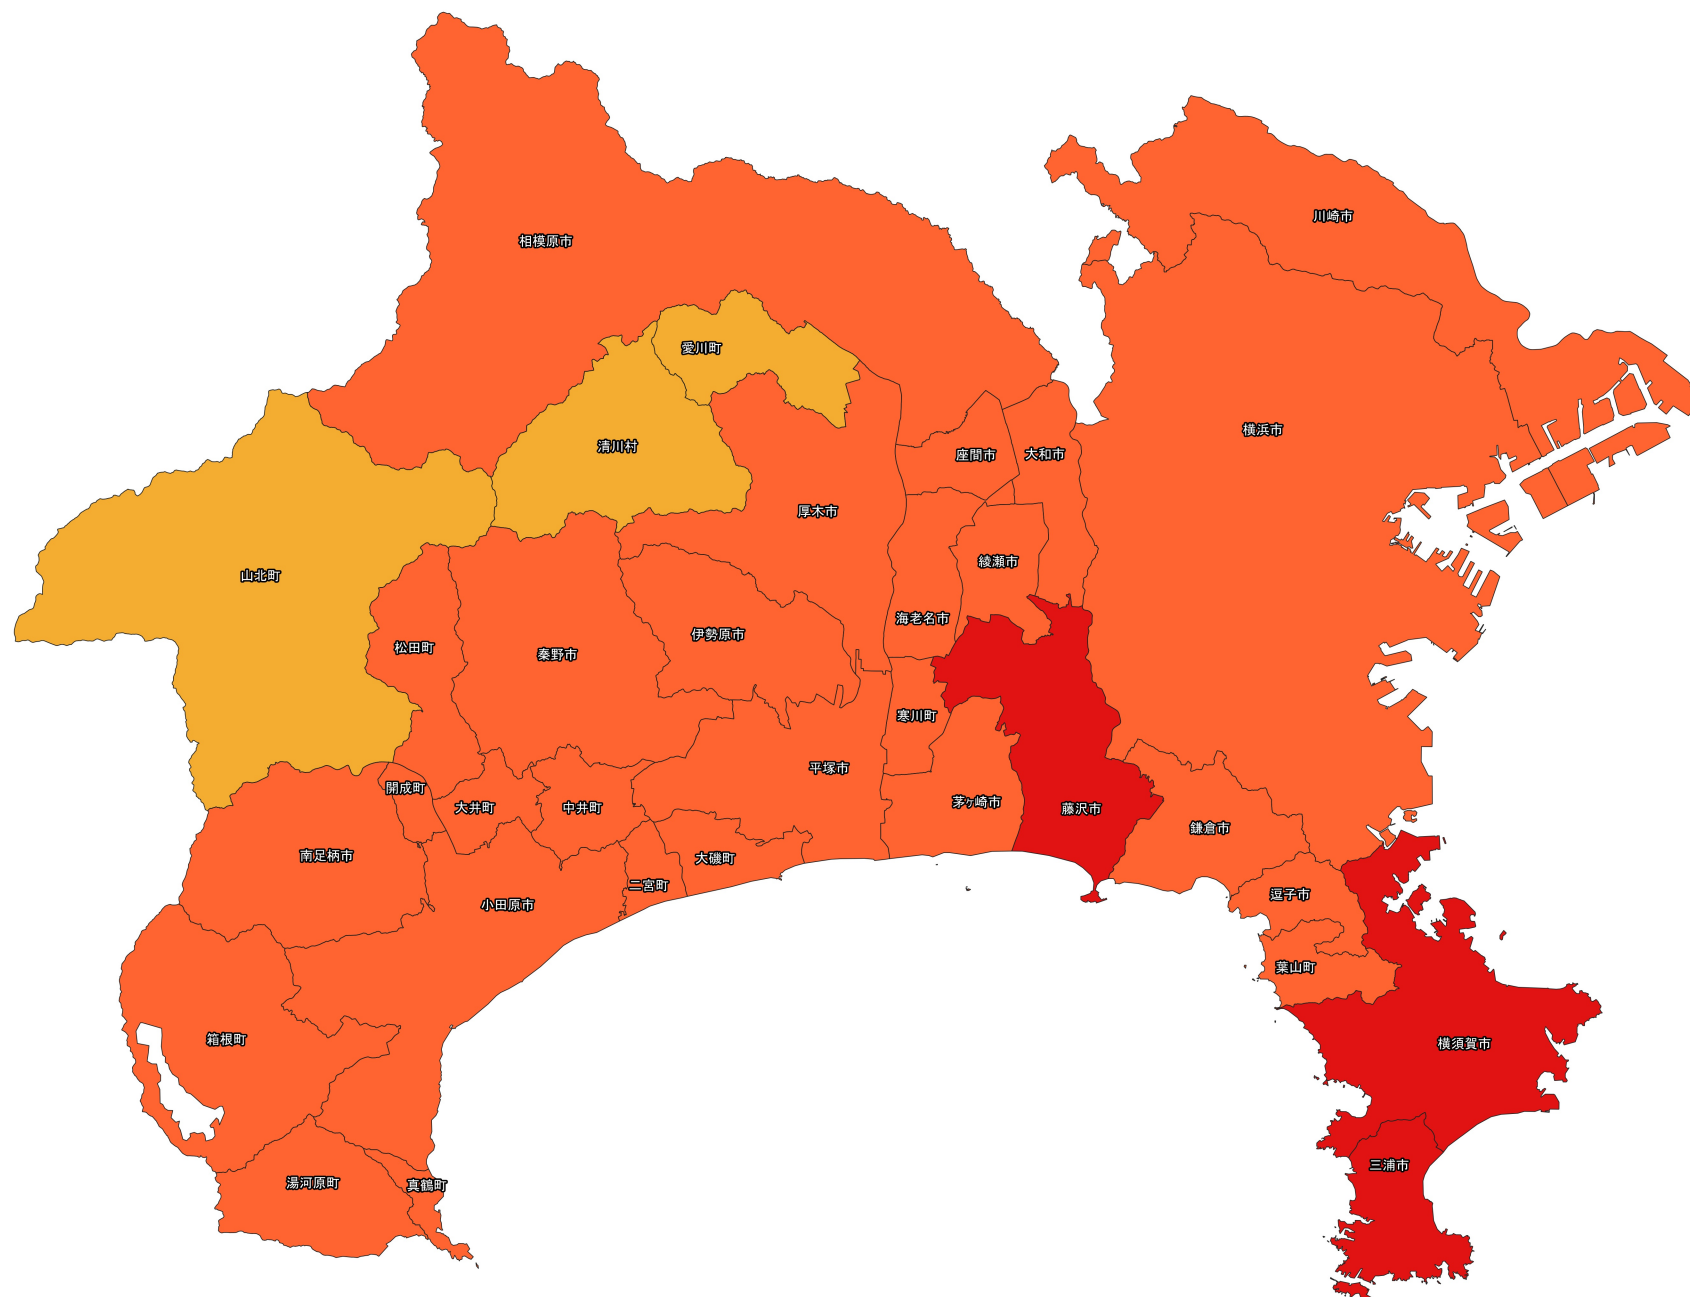 川崎市
相模原市
愛川町
横浜市
清川村
座間市
大和市
厚木市
綾瀬市
山北町
海老名市
伊勢原市
松田町
秦野市
寒川町
平塚市
開成町
大井町
中井町
茅ヶ崎市
藤沢市
鎌倉市
南足柄市
大磯町
二宮町
小田原市
逗子市
葉山町
箱根町
横須賀市
三浦市
湯河原町
真鶴町